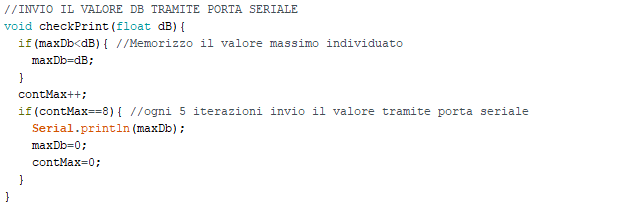 //INVIO IL VALORE DB TRAMITE PORTA SERIALE
void checkPrint(float dB){
  if(maxDb<dB){ //Memorizzo il valore massimo individuato
    maxDb=dB;
  }
  contMax++;
  if(contMax==8){ //ogni 5 iterazioni invio il valore tramite porta seriale
    Serial.println(maxDb);
    maxDb=0;
    contMax=0;
  }
}